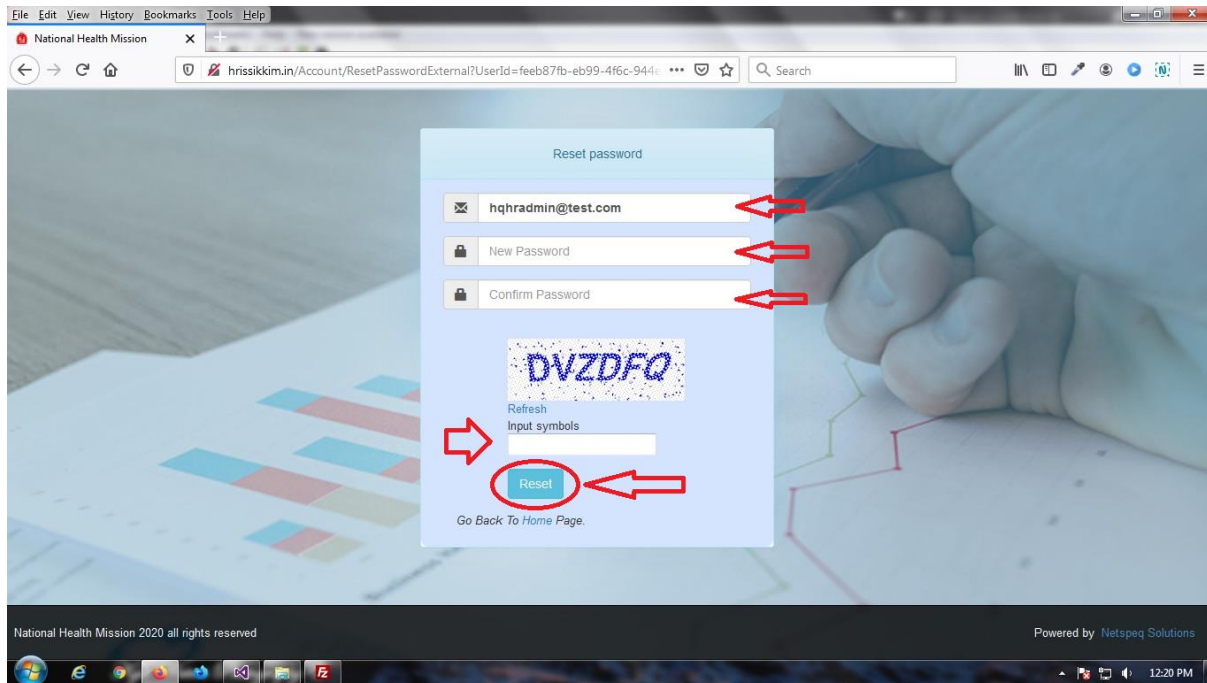 File Edit View History Bookmarks Tools Help
National Health Mission
hrissikkim.in/Account/ResetPasswordExternal?UserId=feeb87fb-eb99-4f6c-944
Search
Reset password
hqhradmin@test.com
New Password
Confirm Password
DVZDFQ
Refresh
Input symbols
Reset
Go Back To Home Page.
National Health Mission 2020 all rights reserved
Powered by Netspeq Solutions
12:20 PM